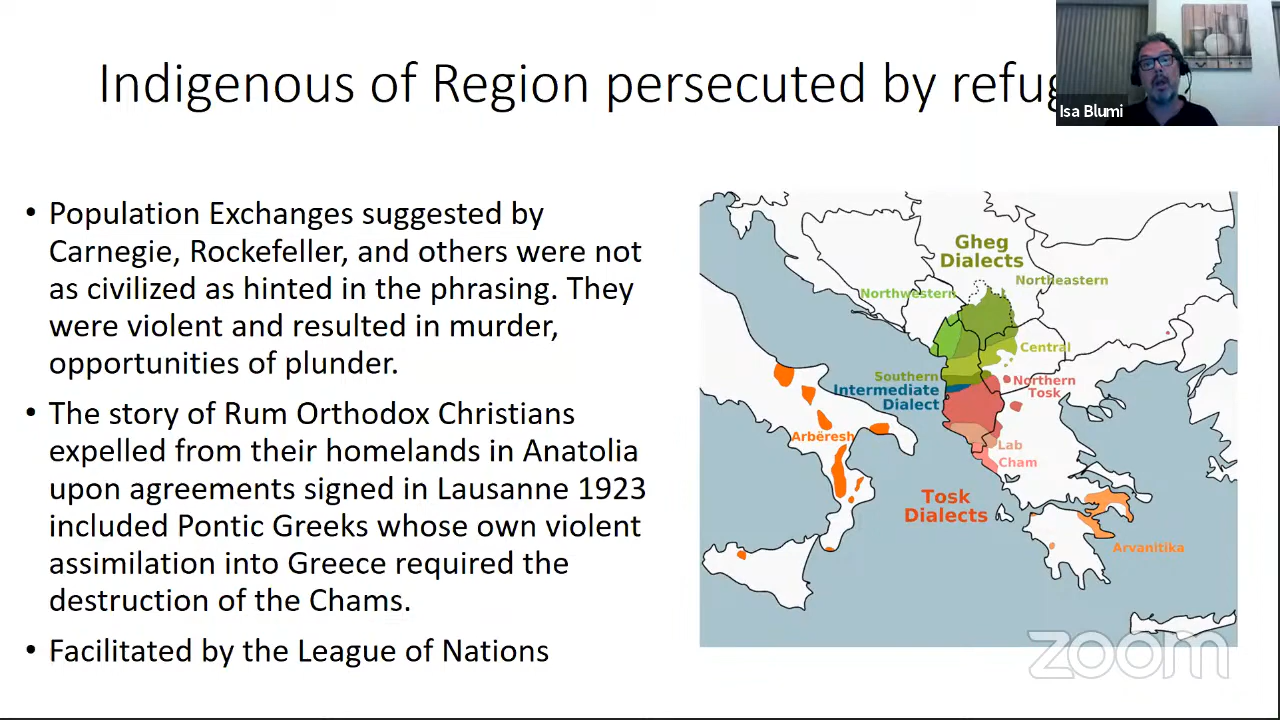 Indigenous of Region persecuted by
Isa Blumi
• Population Exchanges suggested by
Carnegie, Rockefeller, and others were not
as civilized as hinted in the phrasing. They
were violent and resulted in murder,
opportunities of plunder.
• The story of Rum Orthodox Christians
expelled from their homelands in Anatolia
upon agreements signed in Lausanne 1923
included Pontic Greeks whose own violent
assimilation into Greece required the
destruction of the Chams.
• Facilitated by the League of Nations
Gheg
Dialects
Northeastern
Northwestern
Central
Southern
Intermediate
Dialect
Northern
Tosk
Arbëresh
Lab
Cham
Tosk
Dialects
Arvanitika
zoom